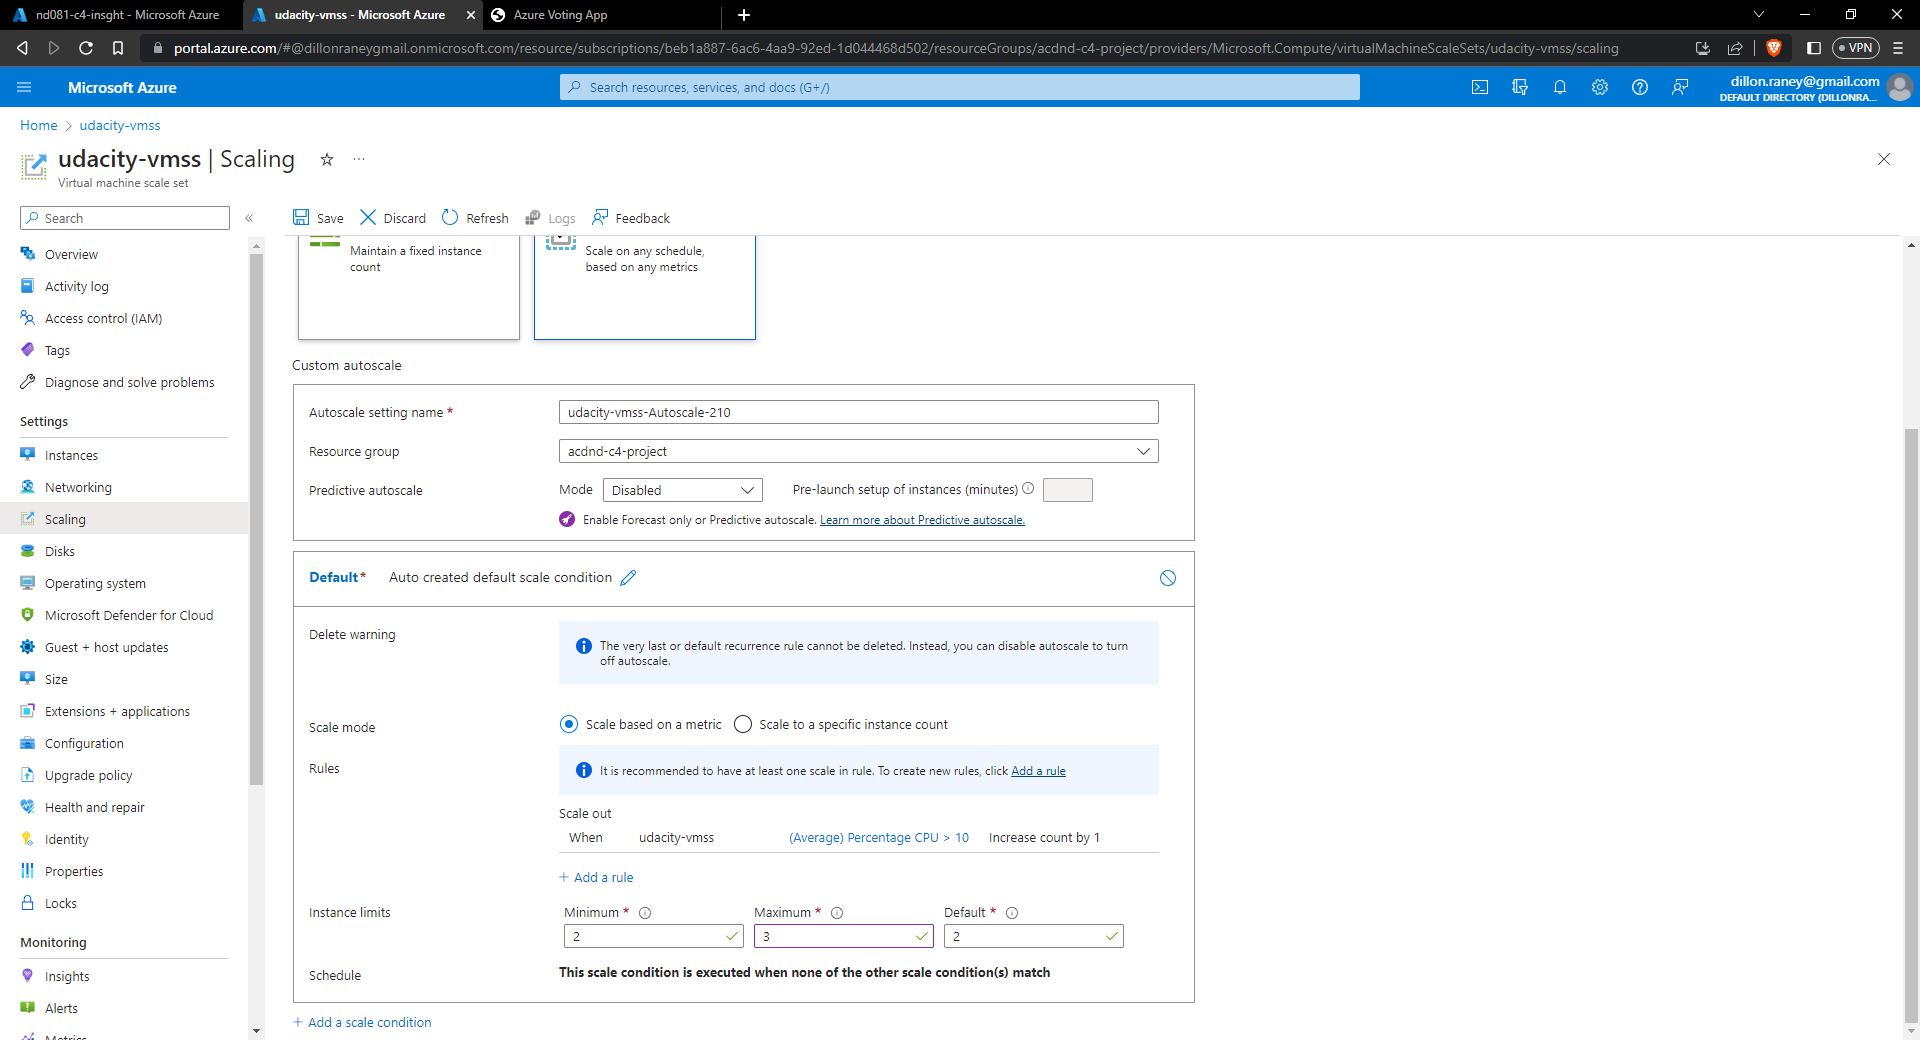 nd081-c4-insght - Microsoft Azure
udacity-vmss - Microsoft Azure
Azure Voting App
portal.azure.com/#@dillonraneygmail.onmicrosoft.com/resource/subscriptions/beb1a887-6ac6-4aa9-92ed-1d044468d502/resourceGroups/acdnd-c4-project/providers/Microsoft.Compute/virtualMachineScaleSets/udacity-vmss/scaling
VPN
Microsoft Azure
Search resources, services, and docs (G+/)
dillon.raney@gmail.com
DEFAULT DIRECTORY (DILLONRA...
Home > udacity-vmss
udacity-vmss | Scaling
Virtual machine scale set
Search
Save
Discard
Refresh
Logs
Feedback
Overview
Activity log
Access control (IAM)
Tags
Diagnose and solve problems
Settings
Instances
Networking
Scaling
Disks
Operating system
Microsoft Defender for Cloud
Guest + host updates
Size
Extensions + applications
Configuration
Upgrade policy
Health and repair
Identity
Properties
Locks
Monitoring
Insights
Alerts
Metrics
Maintain a fixed instance
count
Scale on any schedule,
based on any metrics
Custom autoscale
Autoscale setting name *
udacity-vmss-Autoscale-210
Resource group
acdnd-c4-project
Predictive autoscale
Mode
Disabled
Pre-launch setup of instances (minutes)
Enable Forecast only or Predictive autoscale. Learn more about Predictive autoscale.
Default*
Auto created default scale condition
Delete warning
The very last or default recurrence rule cannot be deleted. Instead, you can disable autoscale to turn
off autoscale.
Scale mode
Scale based on a metric
Scale to a specific instance count
Rules
It is recommended to have at least one scale in rule. To create new rules, click Add a rule
Scale out
When
udacity-vmss
(Average) Percentage CPU > 10
Increase count by 1
+ Add a rule
Instance limits
Minimum *
Maximum *
Default *
2
3
2
Schedule
This scale condition is executed when none of the other scale condition(s) match
+ Add a scale condition